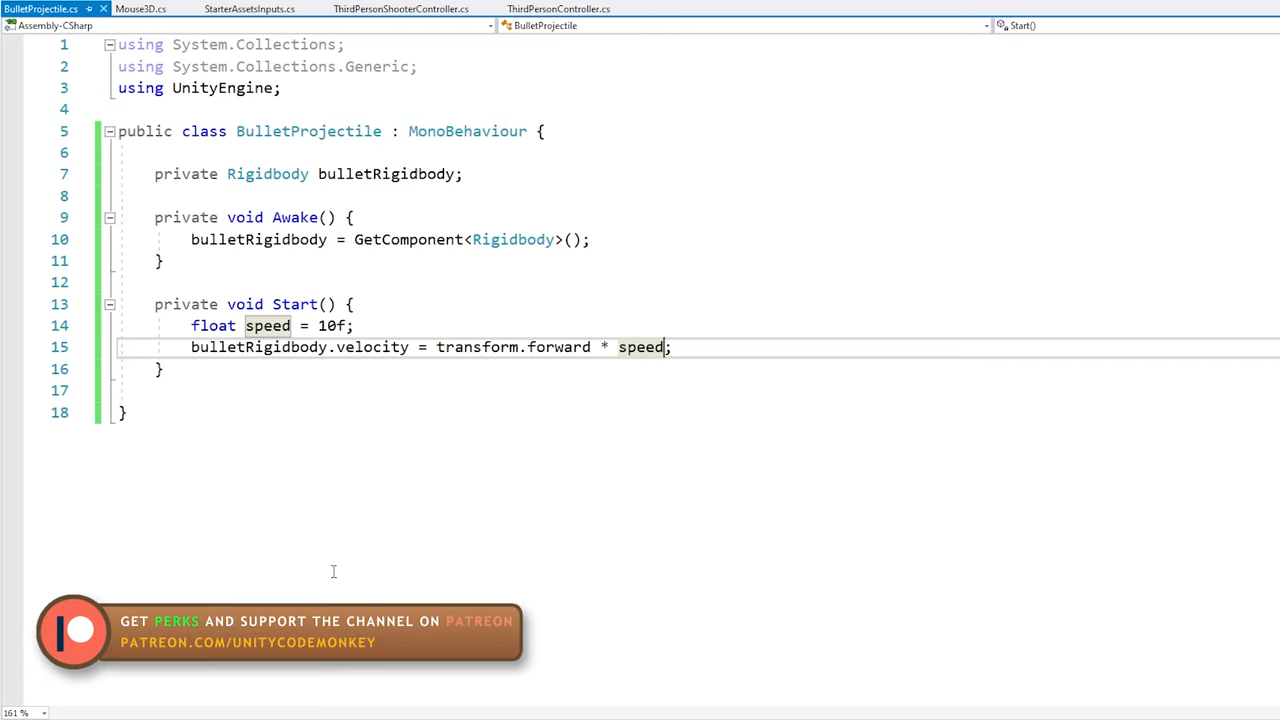 BulletProjectile.cs
Mouse3D.cs
StarterAssetsInputs.cs
ThirdPersonShooterController.cs
ThirdPersonController.cs
Assembly-CSharp
BulletProjectile
Start()
1 using System.Collections;
2 using System.Collections.Generic;
3 using UnityEngine;
4
5 public class BulletProjectile : MonoBehaviour {
6
7 private Rigidbody bulletRigidbody;
8
9 private void Awake() {
10 bulletRigidbody = GetComponent<Rigidbody>();
11 }
12
13 private void Start() {
14 float speed = 10f;
15 bulletRigidbody.velocity = transform.forward * speed;
16 }
17
18 }
GET PERKS AND SUPPORT THE CHANNEL ON PATREON
PATREON.COM/UNITYCODEMONKEY
161 %